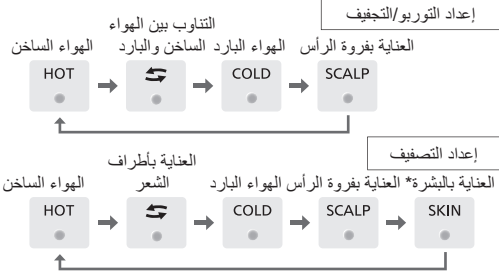 إعداد التوربو/التجفيف
العناية بفروة الرأس الهواء البارد التناوب بين الهواء الساخن والبارد الهواء الساخن
HOT COLD SCALP
إعداد التصفيف
العناية بالبشرة* العناية بفروة الرأس الهواء البارد العناية بأطراف الشعر الهواء الساخن
HOT COLD SCALP SKIN